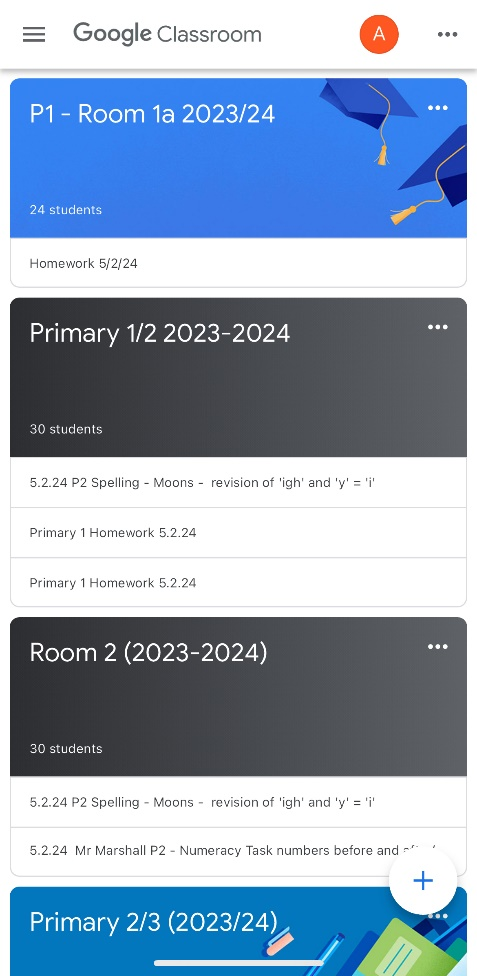 Google Classroom
A
P1 - Room 1a 2023/24
24 students
Homework 5/2/24
Primary 1/2 2023-2024
30 students
5.2.24 P2 Spelling - Moons - revision of 'igh' and 'y' = 'i'
Primary 1 Homework 5.2.24
Primary 1 Homework 5.2.24
Room 2 (2023-2024)
30 students
5.2.24 P2 Spelling - Moons - revision of 'igh' and 'y' = 'i'
5.2.24 Mr Marshall P2 - Numeracy Task numbers before and
Primary 2/3 (2023/24)